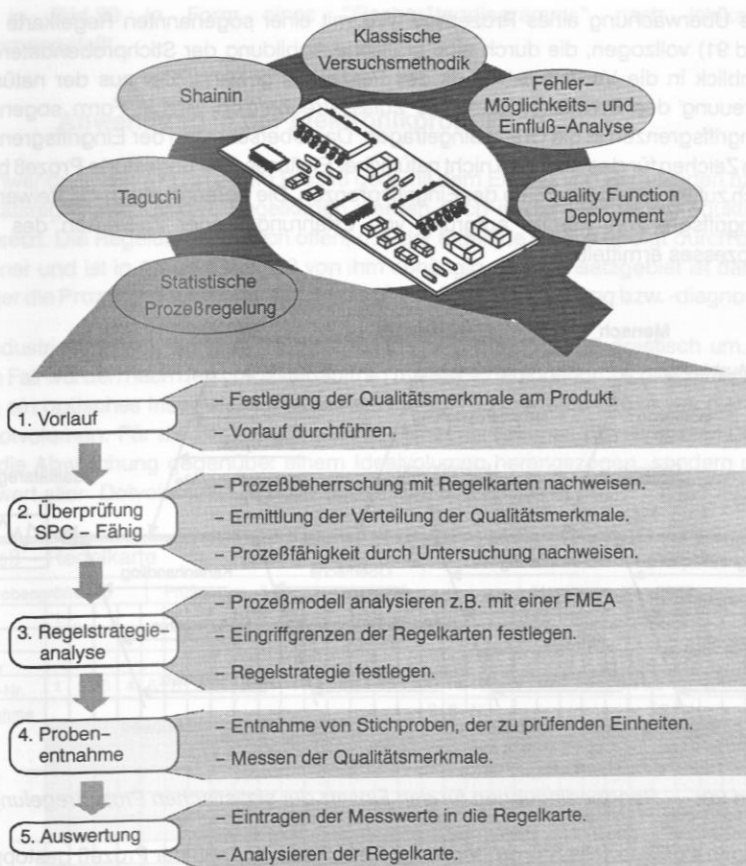 Klassische
Versuchsmethodik
Shainin
Fehler-
Möglichkeits- und
Einfluß-Analyse
Taguchi
Quality Function
Deployment
Statistische
Prozeßregelung
1. Vorlauf
– Festlegung der Qualitätsmerkmale am Produkt.
– Vorlauf durchführen.
2. Überprüfung
SPC – Fähig
– Prozeßbeherrschung mit Regelkarten nachweisen.
– Ermittlung der Verteilung der Qualitätsmerkmale.
– Prozeßfähigkeit durch Untersuchung nachweisen.
3. Regelstrategie-
analyse
– Prozeßmodell analysieren z.B. mit einer FMEA
– Eingriffgrenzen der Regelkarten festlegen.
– Regelstrategie festlegen.
4. Proben-
entnahme
– Entnahme von Stichproben, der zu prüfenden Einheiten.
– Messen der Qualitätsmerkmale.
5. Auswertung
– Eintragen der Messwerte in die Regelkarte.
– Analysieren der Regelkarte.